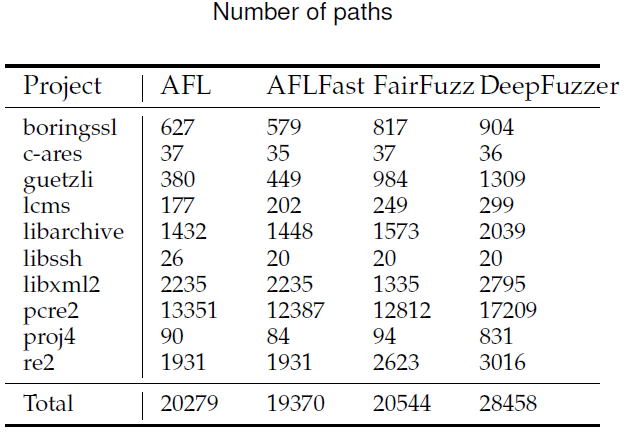 Number of paths
Project AFL AFLFast FairFuzz DeepFuzzer
boringssl 627 579 817 904
c-ares 37 35 37 36
guetzli 380 449 984 1309
lcms 177 202 249 299
libarchive 1432 1448 1573 2039
libssh 26 20 20 20
libxml2 2235 2235 1335 2795
pcre2 13351 12387 12812 17209
proj4 90 84 94 831
re2 1931 1931 2623 3016
Total 20279 19370 20544 28458